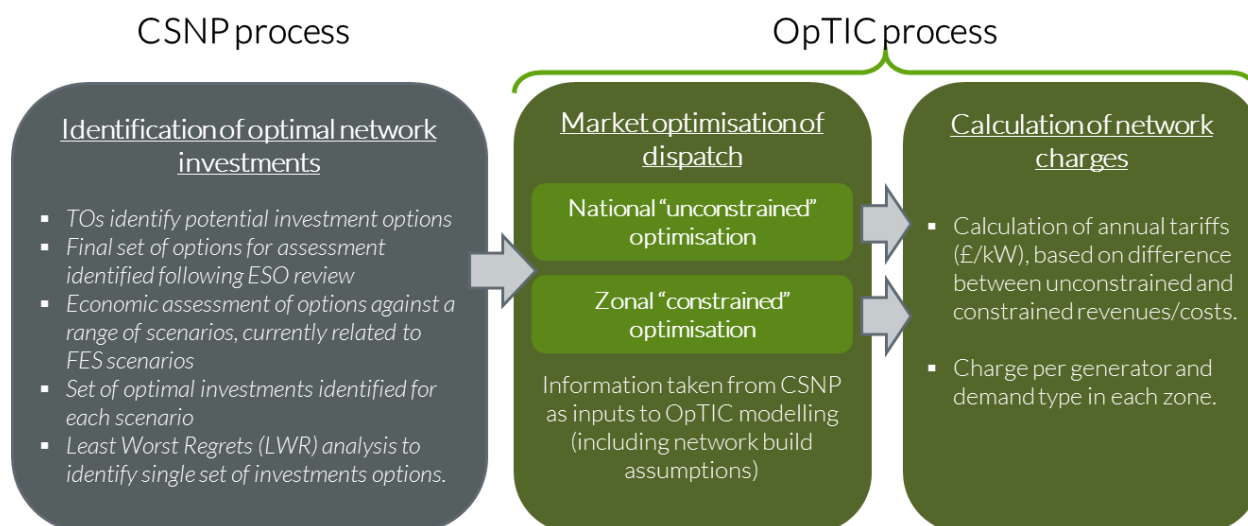 CSNP process
OpTIC process
Identification of optimal network
investments
▪ TOs identify potential investment options
▪ Final set of options for assessment
identified following ESO review
▪ Economic assessment of options against a
range of scenarios, currently related to
FES scenarios
▪ Set of optimal investments identified for
each scenario
▪ Least Worst Regrets (LWR) analysis to
identify single set of investments options.
Market optimisation of
dispatch
National “unconstrained”
optimisation
Zonal “constrained”
optimisation
Information taken from CSNP
as inputs to OpTIC modelling
(including network build
assumptions)
Calculation of network
charges
▪ Calculation of annual tariffs
(£/kW), based on difference
between unconstrained and
constrained revenues/costs.
▪ Charge per generator and
demand type in each zone.